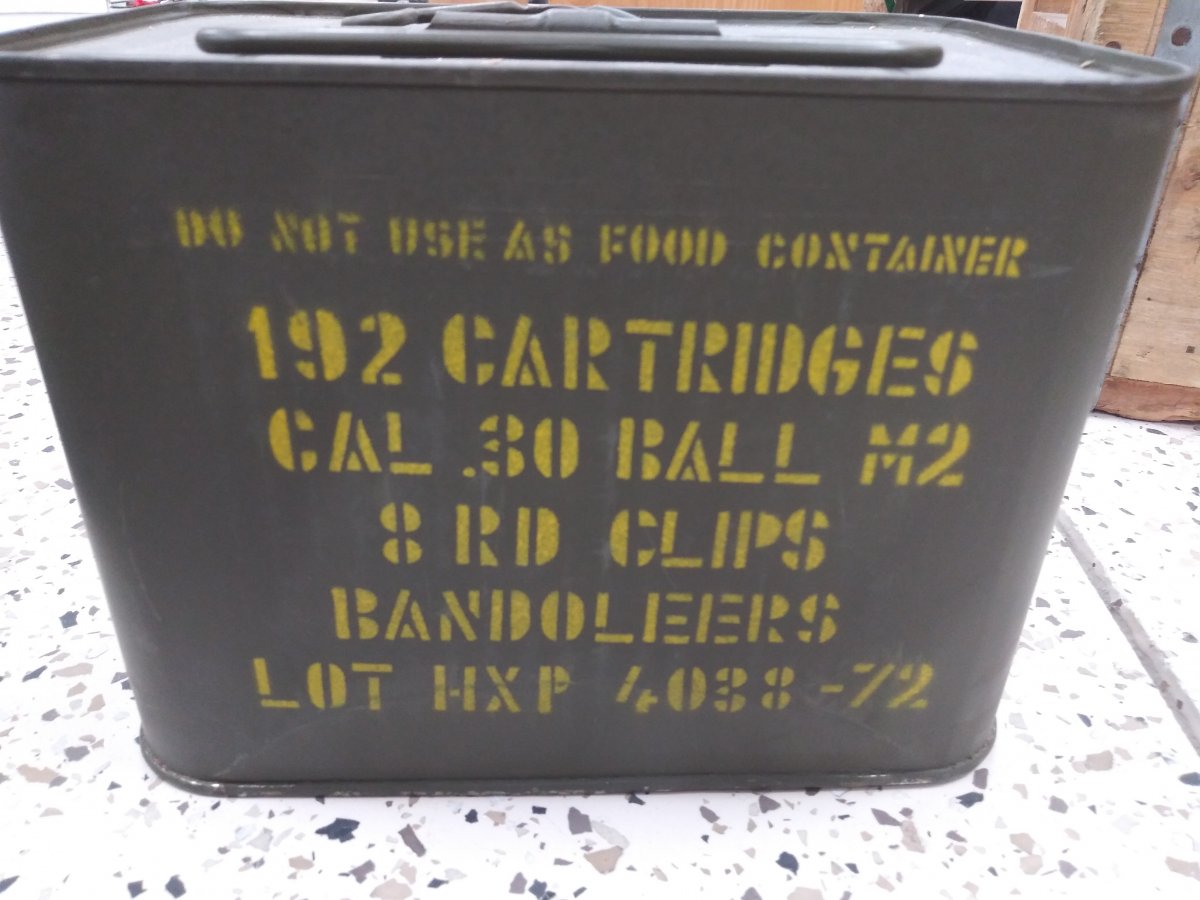 DO NOT USE AS FOOD CONTAINER
192 CARTRIDGES
CAL .30 BALL M2
8 RD CLIPS
BANDOLEERS
LOT HXP 4038-72